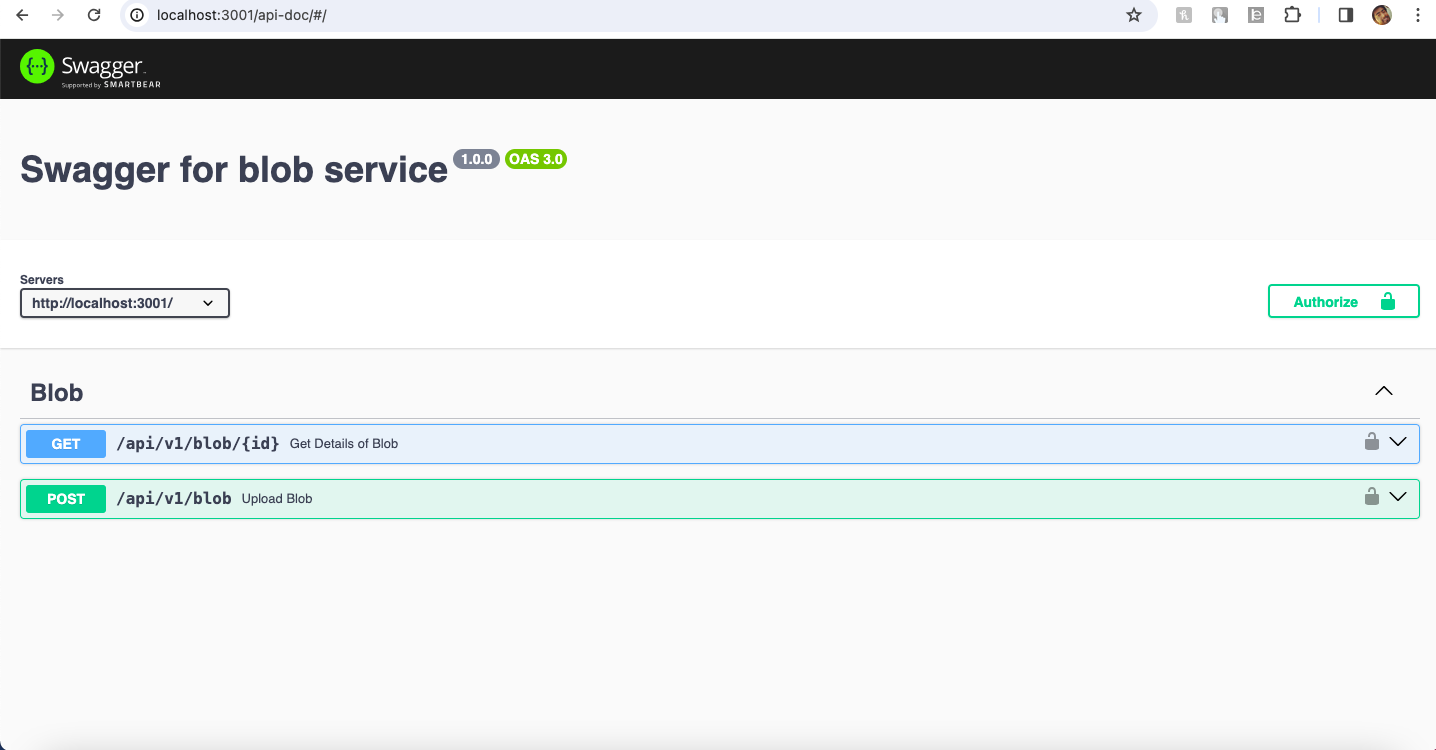 localhost:3001/api-doc/#/
{···} Swagger
Supported by SMARTBEAR
Swagger for blob service 1.0.0 OAS 3.0
Servers
http://localhost:3001/
Authorize
Blob
GET /api/v1/blob/{id} Get Details of Blob
POST /api/v1/blob Upload Blob